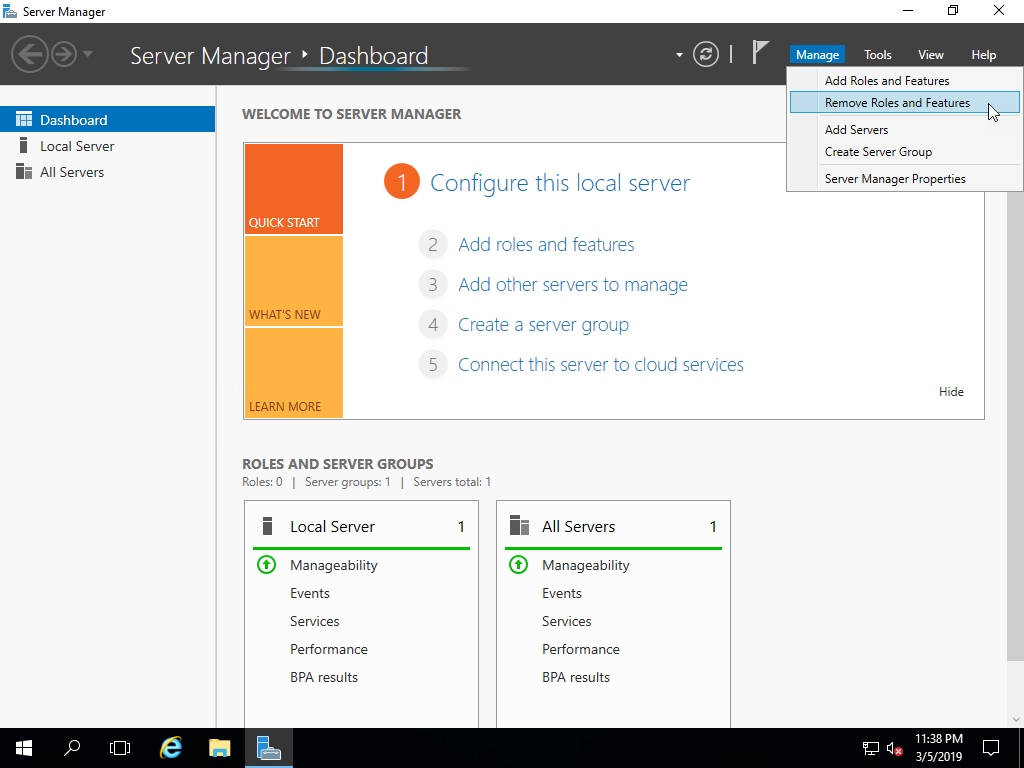 Server Manager
Server Manager ‣ Dashboard
Manage Tools View Help
Add Roles and Features
Remove Roles and Features
Add Servers
Create Server Group
Server Manager Properties
Dashboard
Local Server
All Servers
WELCOME TO SERVER MANAGER
QUICK START
WHAT'S NEW
LEARN MORE
1 Configure this local server
2 Add roles and features
3 Add other servers to manage
4 Create a server group
5 Connect this server to cloud services
Hide
ROLES AND SERVER GROUPS
Roles: 0 | Server groups: 1 | Servers total: 1
Local Server 1
Manageability
Events
Services
Performance
BPA results
All Servers 1
Manageability
Events
Services
Performance
BPA results
11:38 PM
3/5/2019